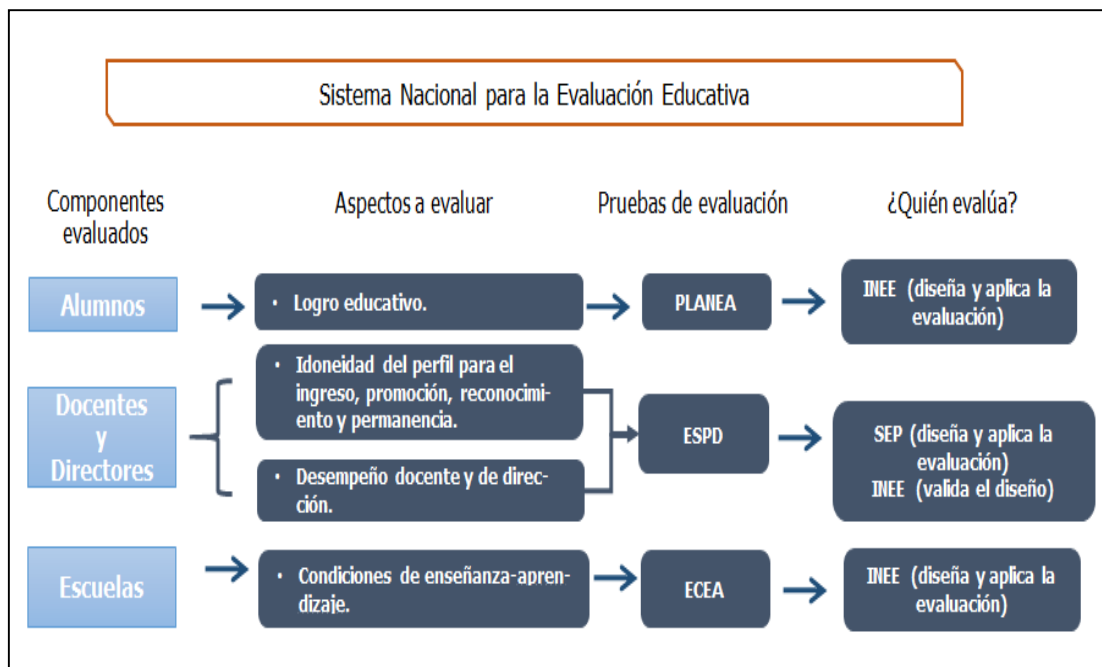 Sistema Nacional para la Evaluación Educativa
Componentes
evaluados
Aspectos a evaluar
Pruebas de evaluación
¿Quién evalúa?
Alumnos
• Logro educativo.
PLANEA
INEE (diseña y aplica la
evaluación)
Docentes
y
Directores
• Idoneidad del perfil para el
ingreso, promoción, reconocimi-
ento y permanencia.
• Desempeño docente y de direc-
ción.
ESPD
SEP (diseña y aplica la
evaluación)
INEE (valida el diseño)
Escuelas
• Condiciones de enseñanza-apren-
dizaje.
ECEA
INEE (diseña y aplica la
evaluación)